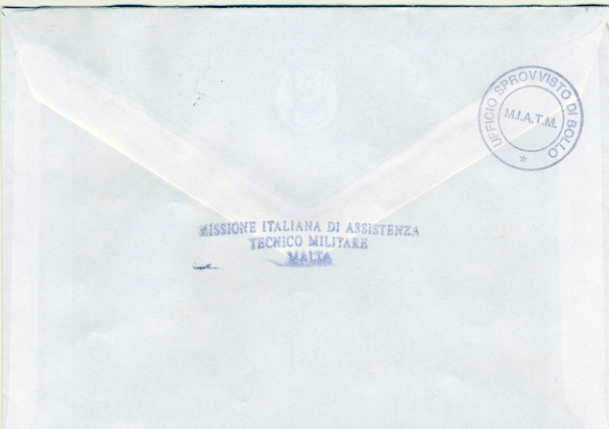 UFFICIO SPROVVISTO DI BOLLO
M.I.A.T.M.
MISSIONE ITALIANA DI ASSISTENZA
TECNICO MILITARE
MALTA